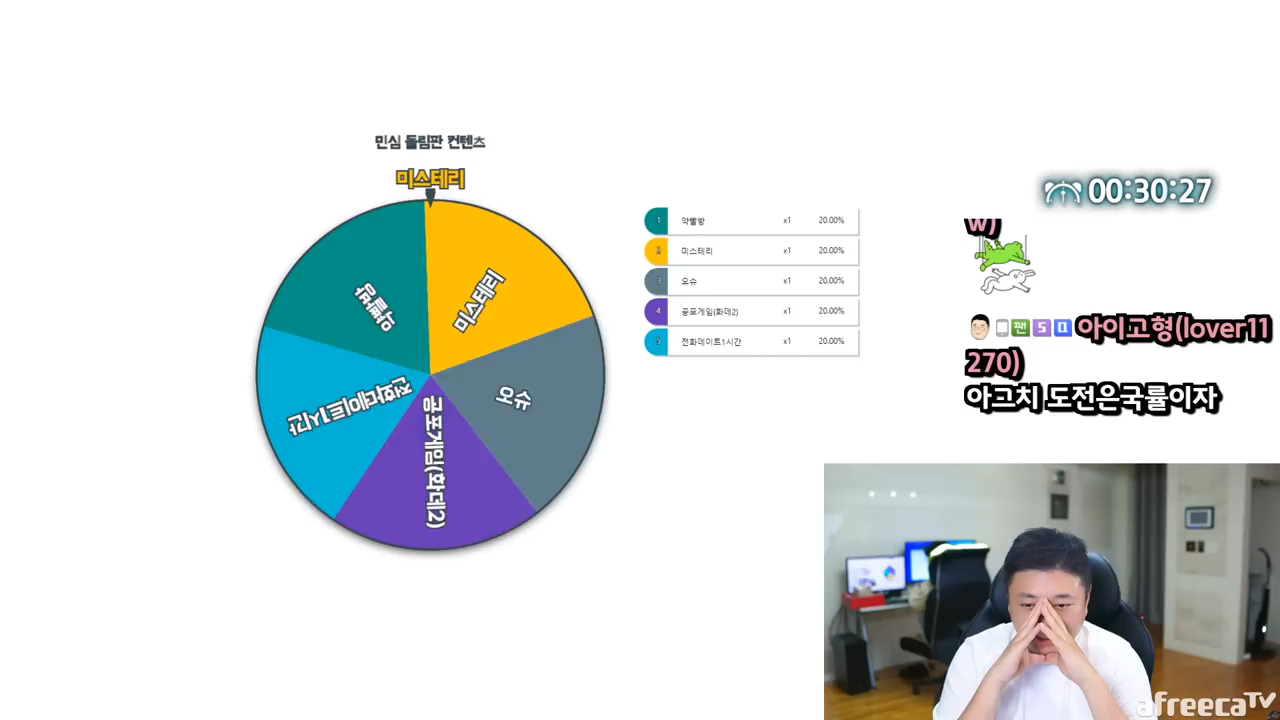 민심 돌림판 컨텐츠
미스테리
약빨방
미스테리
오슈
공포게임(화데2)
전화데이트1시간
1 약빨방 x1 20.00%
2 미스테리 x1 20.00%
3 오슈 x1 20.00%
4 공포게임(화데2) x1 20.00%
5 전화데이트1시간 x1 20.00%
00:30:27
w)
팬 S Q 아이고형(lover11
270)
아그치 도전은국률이자
afreecaTV